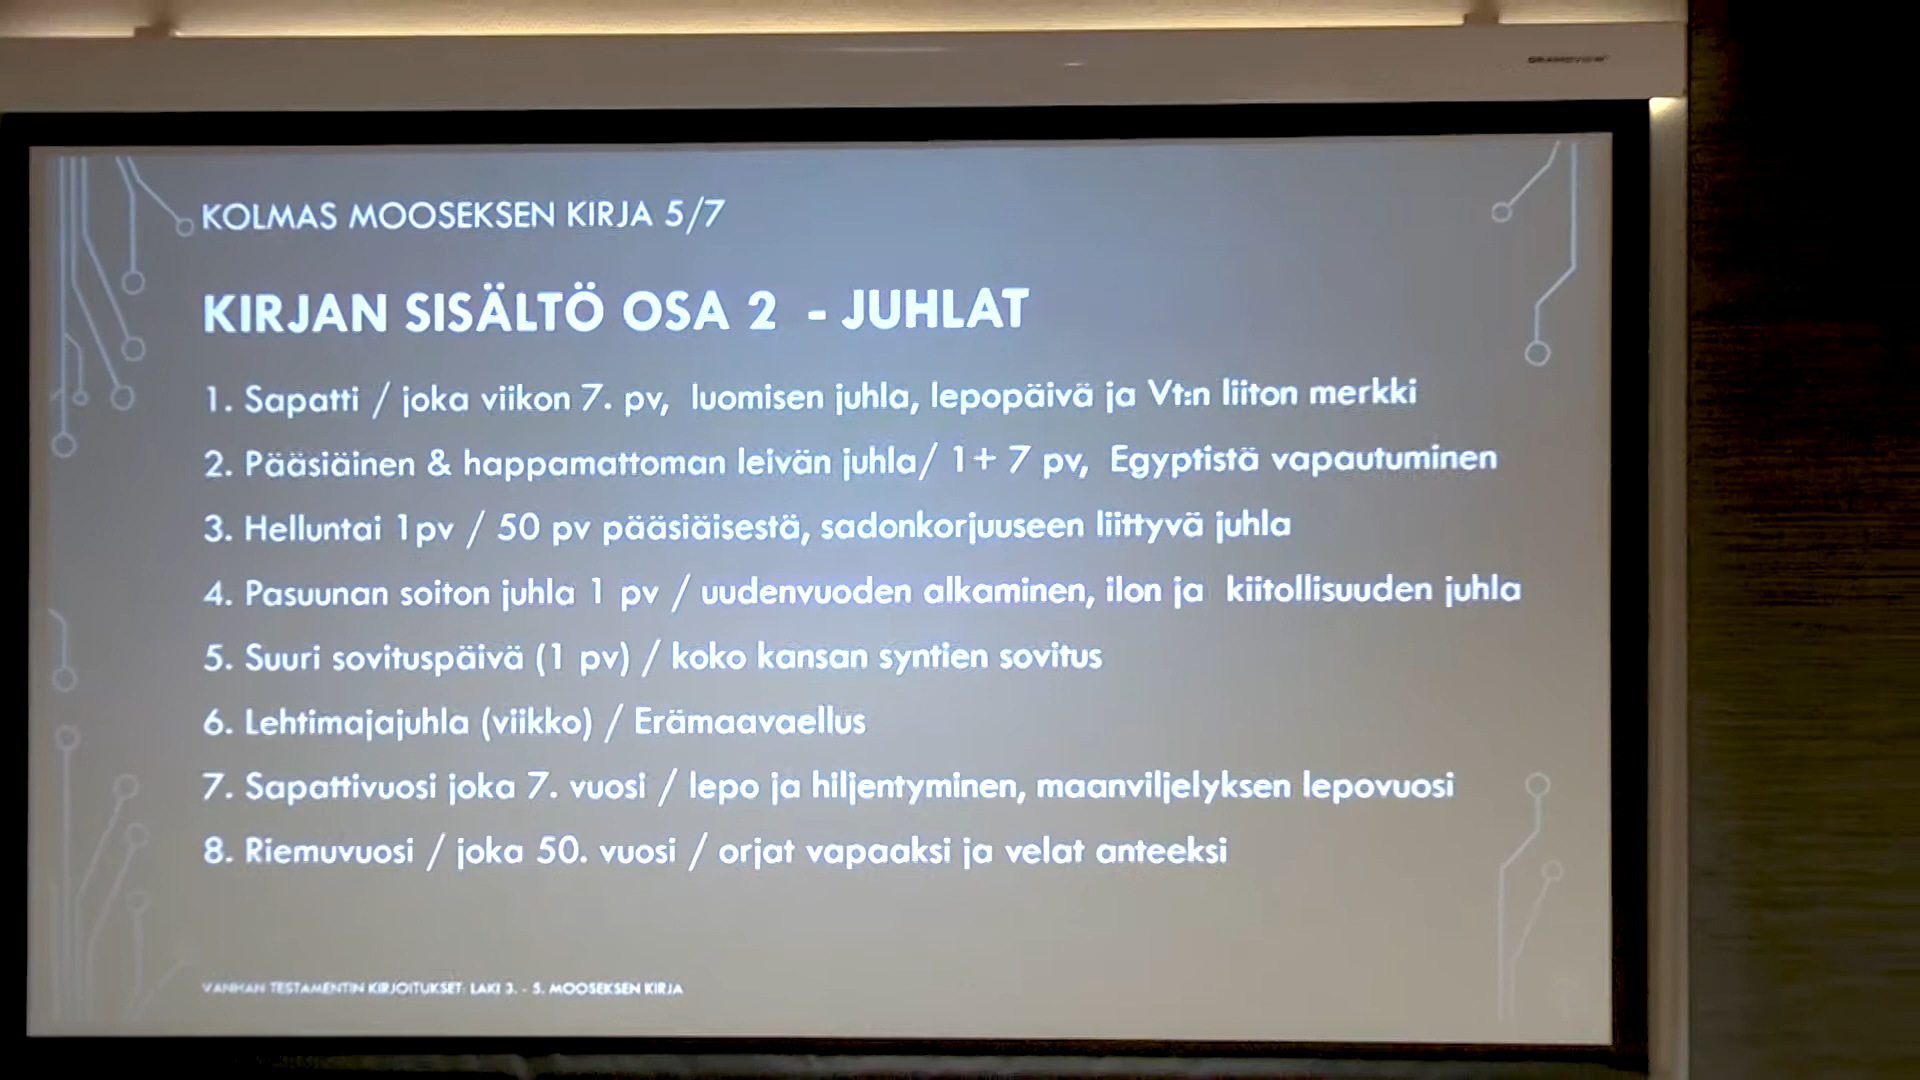 GRANDVIEW
KOLMAS MOOSEKSEN KIRJA 5/7
KIRJAN SISÄLTÖ OSA 2 - JUHLAT
1. Sapatti / joka viikon 7. pv, luomisen juhla, lepopäivä ja Vt:n liiton merkki
2. Pääsiäinen & happamattoman leivän juhla/ 1+ 7 pv, Egyptistä vapautuminen
3. Helluntai 1pv / 50 pv pääsiäisestä, sadonkorjuuseen liittyvä juhla
4. Pasuunan soiton juhla 1 pv / uudenvuoden alkaminen, ilon ja kiitollisuuden juhla
5. Suuri sovituspäivä (1 pv) / koko kansan syntien sovitus
6. Lehtimajajuhla (viikko) / Erämaavaellus
7. Sapattivuosi joka 7. vuosi / lepo ja hiljentyminen, maanviljelyksen lepovuosi
8. Riemuvuosi / joka 50. vuosi / orjat vapaaksi ja velat anteeksi
VANHAN TESTAMENTIN KIRJOITUKSET: LAKI 3. - 5. MOOSEKSEN KIRJA